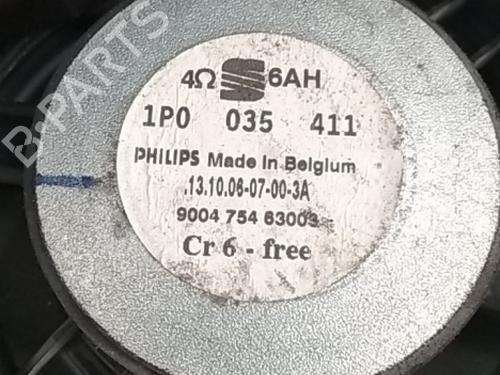 B-PARTS
4Ω 6AH
1P0 035 411
PHILIPS Made in Belgium
.13.10.06-07-00-3A
9004 754 63003
Cr 6 - free